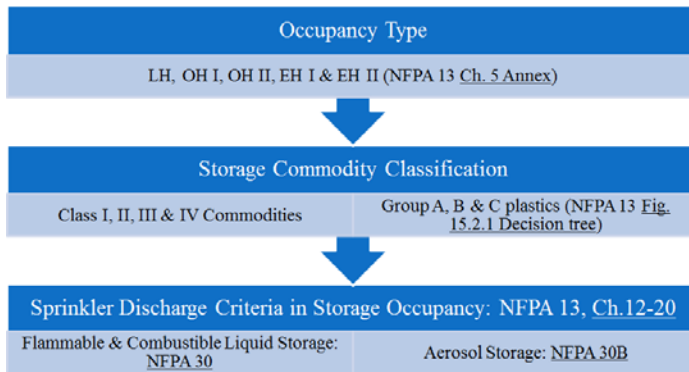 Occupancy Type
LH, OH I, OH II, EH I & EH II (NFPA 13 Ch. 5 Annex)
Storage Commodity Classification
Class I, II, III & IV Commodities
Group A, B & C plastics (NFPA 13 Fig.
15.2.1 Decision tree)
Sprinkler Discharge Criteria in Storage Occupancy: NFPA 13, Ch.12-20
Flammable & Combustible Liquid Storage:
NFPA 30
Aerosol Storage: NFPA 30B